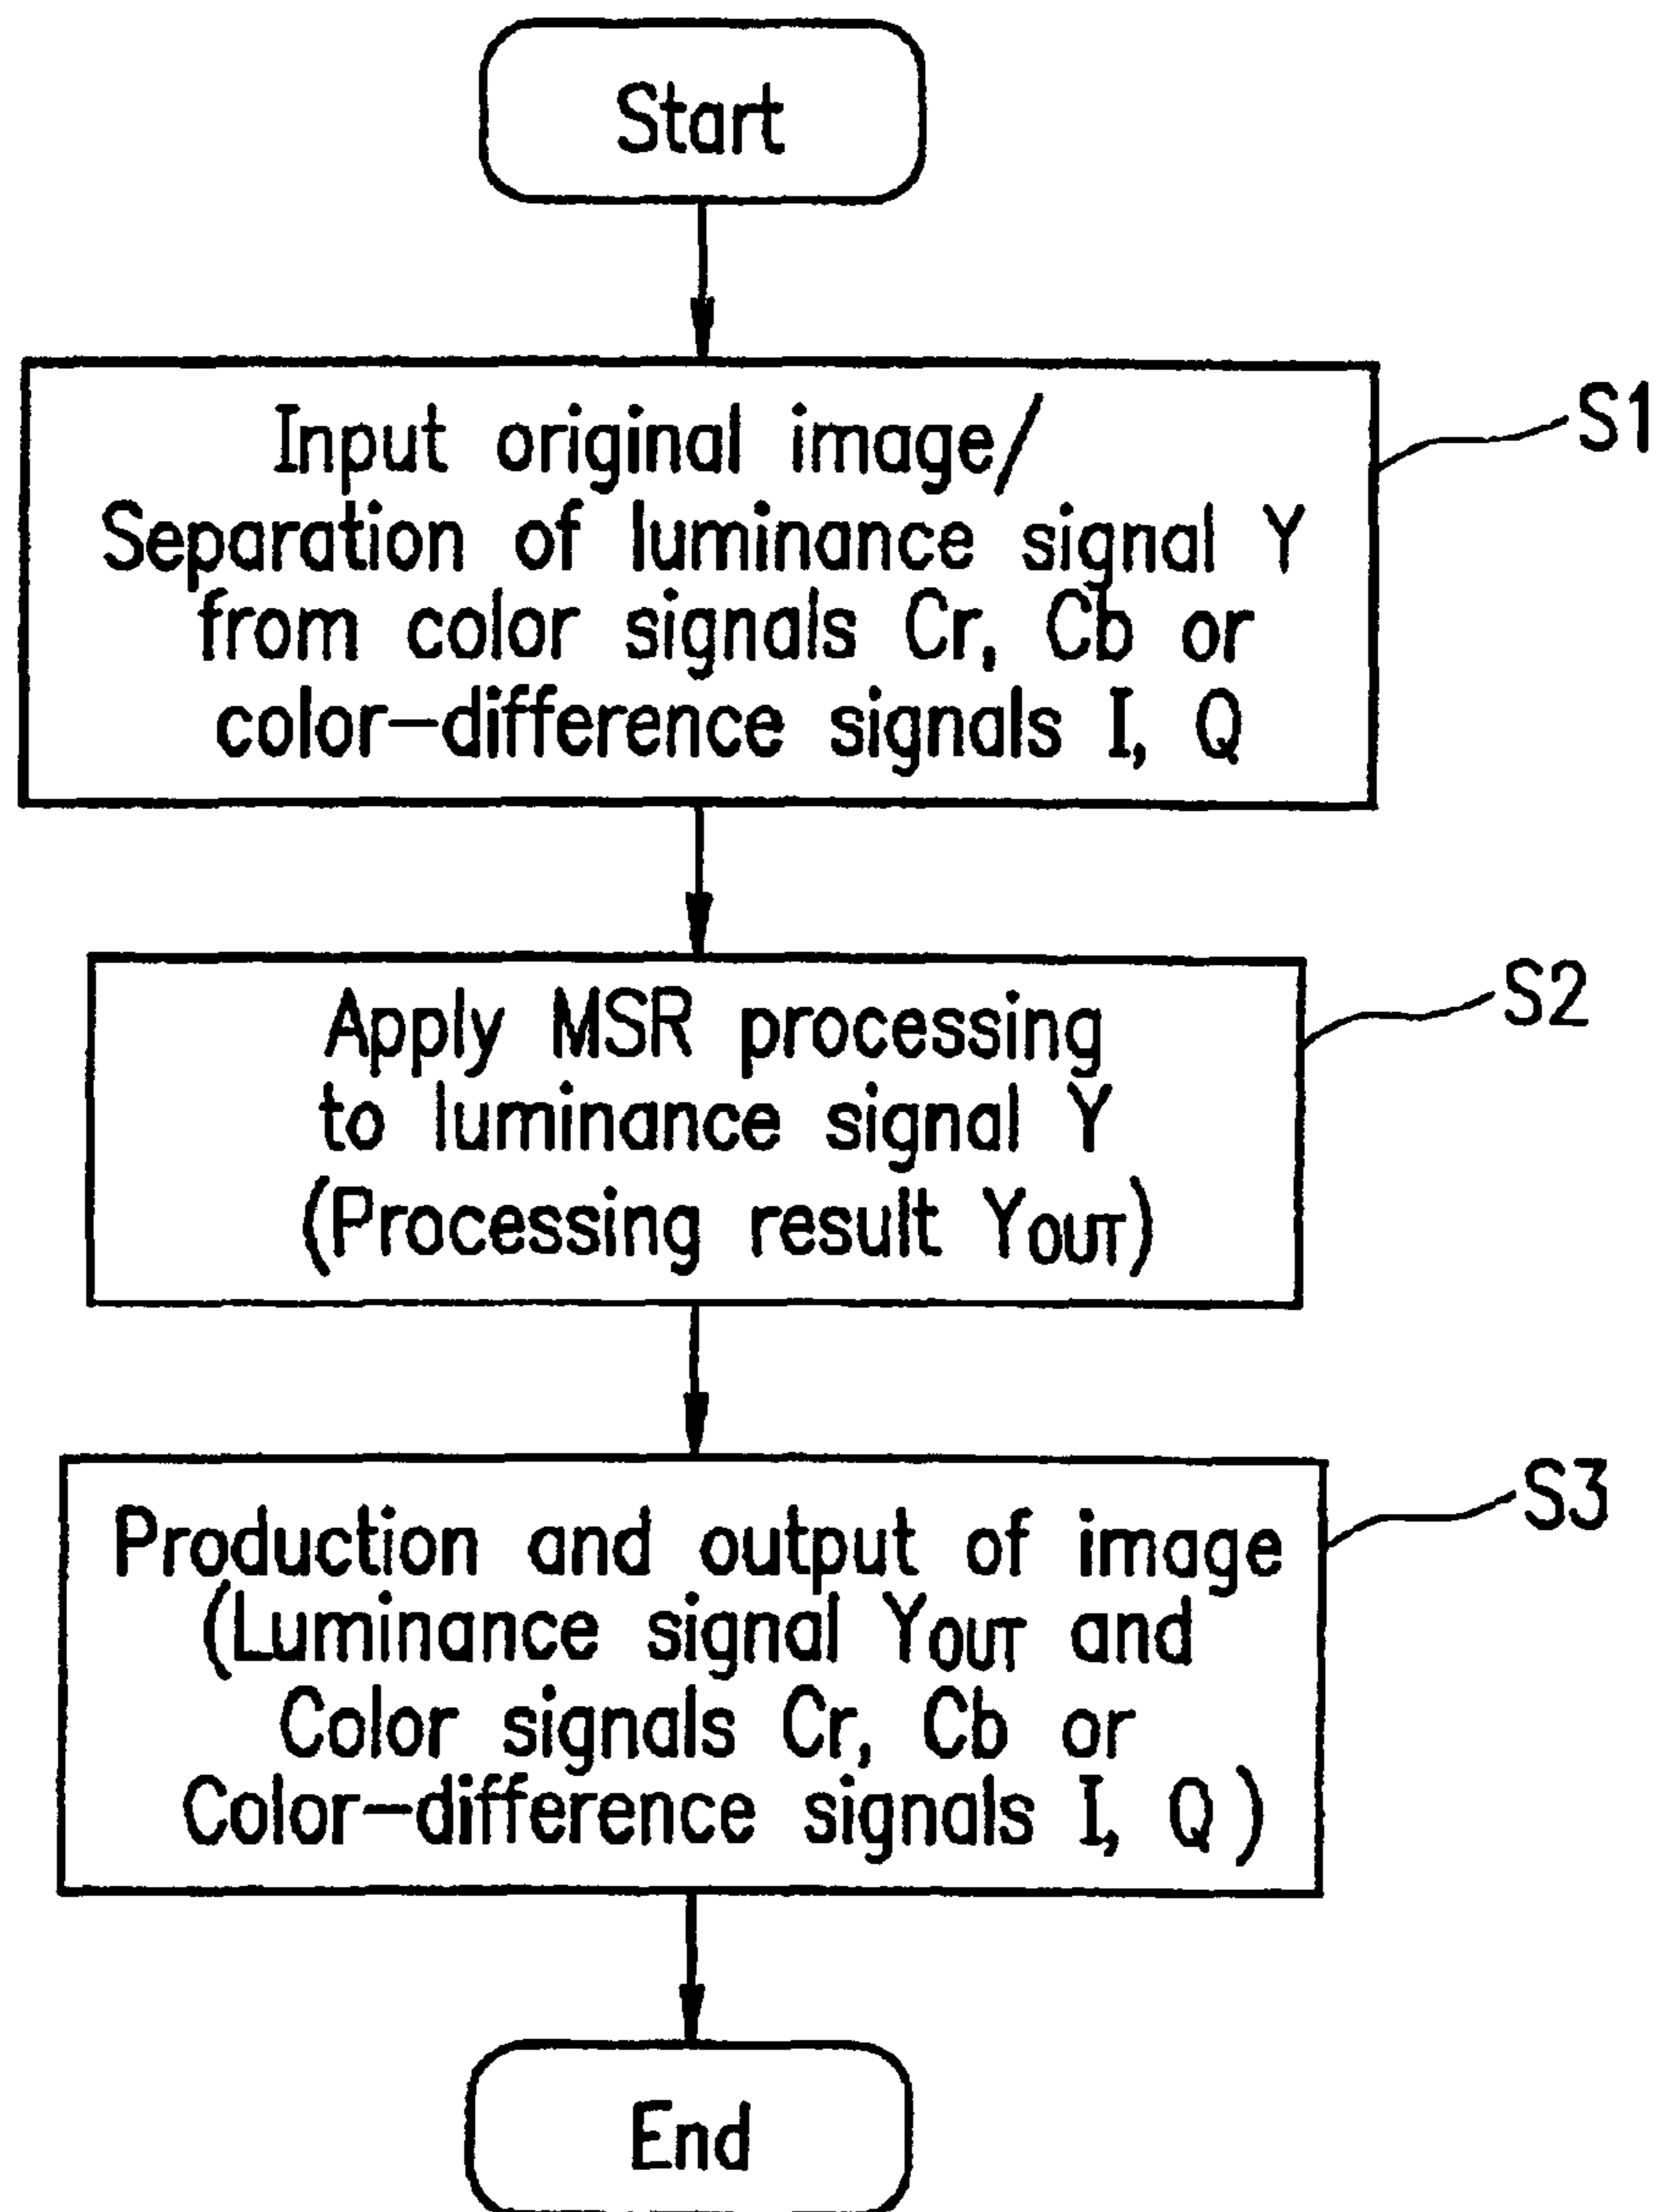 Start
Input original image/
S1
Separation of luminance signal Y
from color signals Cr, Cb or
color-difference signals I, Q
Apply MSR processing
S2
to luminance signal Y
(Processing result YOUT)
Production and output of image
S3
(Luminance signal YOUT and
Color signals Cr, Cb or
Color-difference signals I, Q )
End